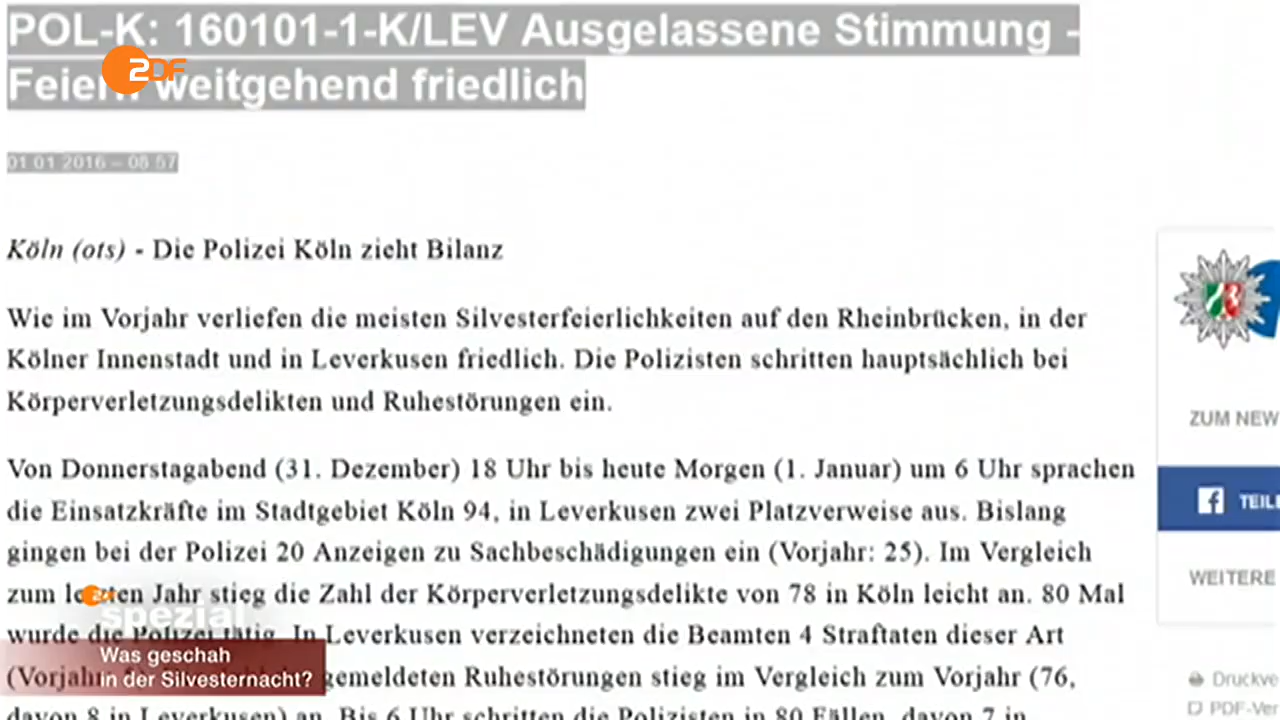 POL-K: 160101-1-K/LEV Ausgelassene Stimmung -
Feiern weitgehend friedlich
ZDF
01.01.2016 – 08:57
Köln (ots) - Die Polizei Köln zieht Bilanz
Wie im Vorjahr verliefen die meisten Silvesterfeierlichkeiten auf den Rheinbrücken, in der
Kölner Innenstadt und in Leverkusen friedlich. Die Polizisten schritten hauptsächlich bei
Körperverletzungsdelikten und Ruhestörungen ein.
Von Donnerstagabend (31. Dezember) 18 Uhr bis heute Morgen (1. Januar) um 6 Uhr sprachen
die Einsatzkräfte im Stadtgebiet Köln 94, in Leverkusen zwei Platzverweise aus. Bislang
gingen bei der Polizei 20 Anzeigen zu Sachbeschädigungen ein (Vorjahr: 25). Im Vergleich
zum letzten Jahr stieg die Zahl der Körperverletzungsdelikte von 78 in Köln leicht an. 80 Mal
wurde die Polizei tätig. In Leverkusen verzeichneten die Beamten 4 Straftaten dieser Art
(Vorjahr gemeldeten Ruhestörungen stieg im Vergleich zum Vorjahr (76,
davon 8 in Leverkusen) an. Bis 6 Uhr schritten die Polizisten in 80 Fällen, davon 7 in
ZUM NEW
TEIL
WEITERE
Druckve
PDF-Ver
spezial
Was geschah
in der Silvesternacht?